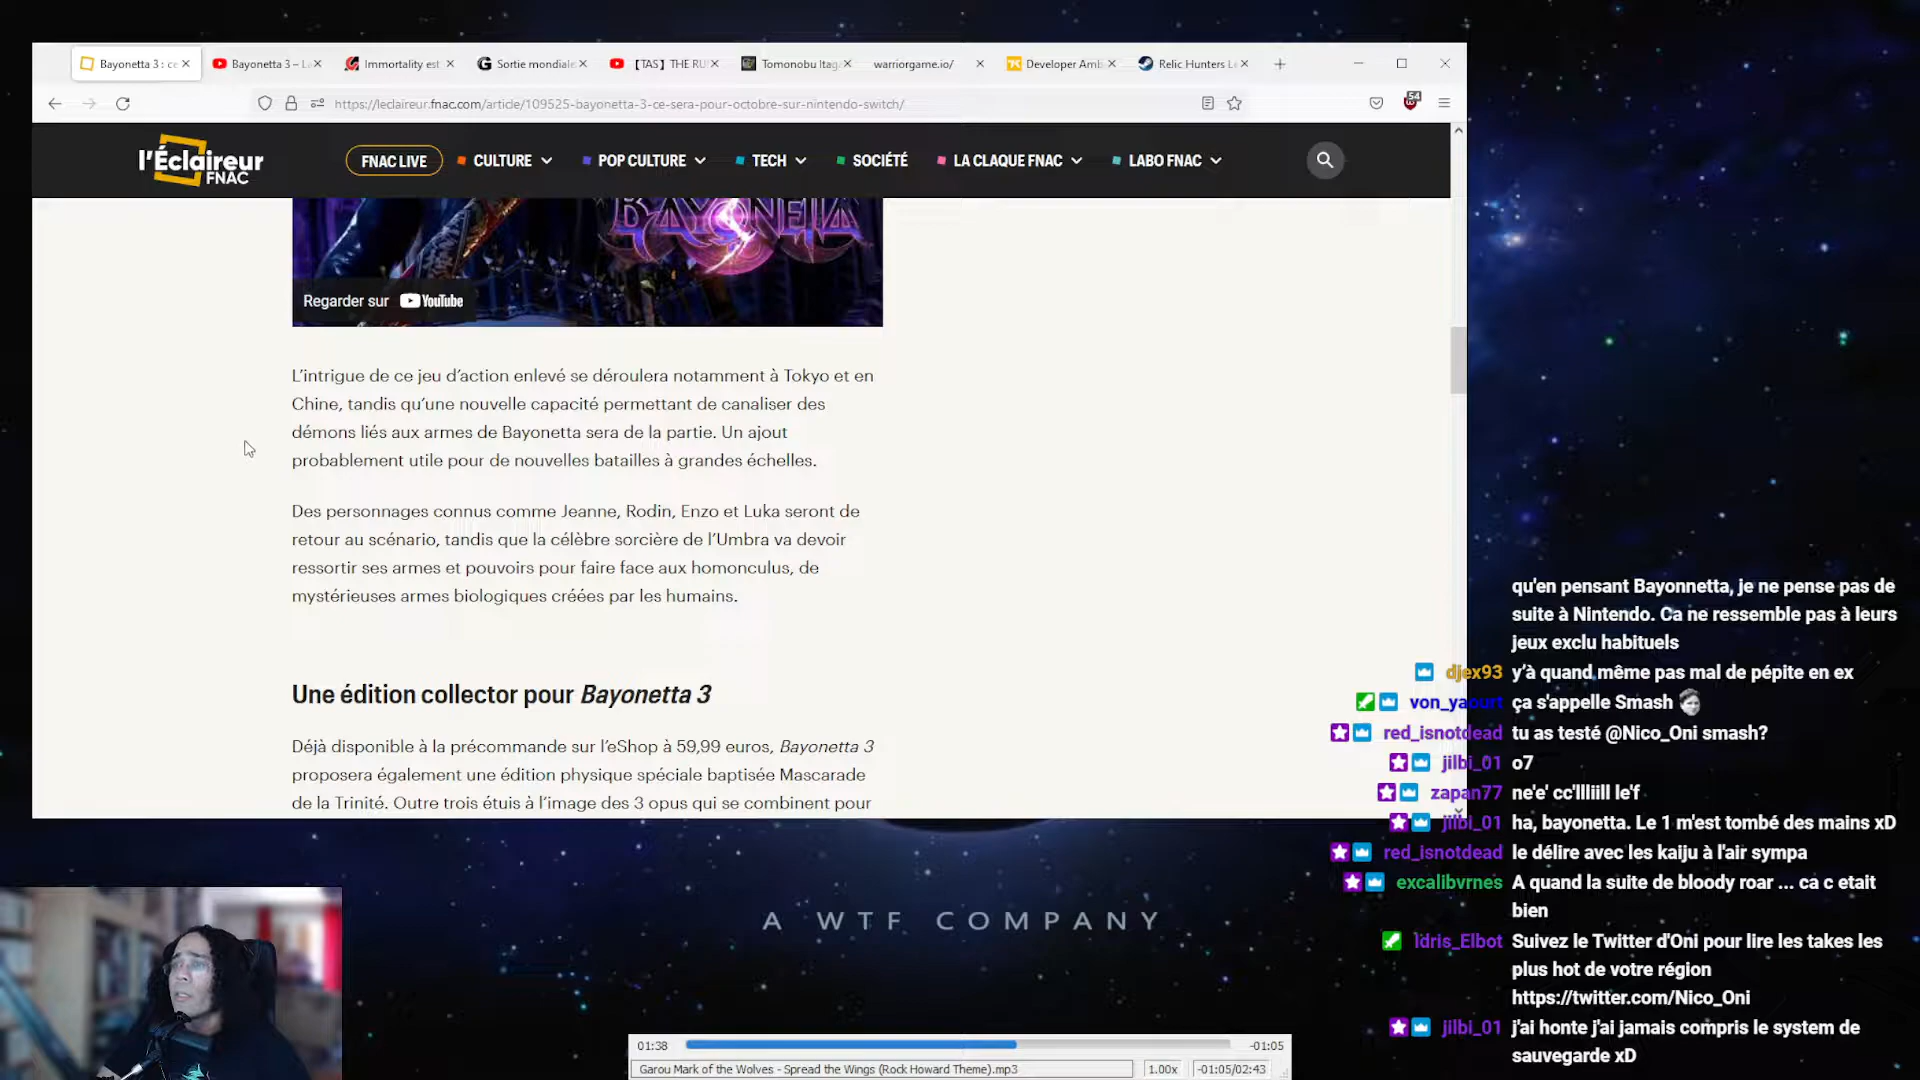 Bayonetta 3 : ce
Bayonetta 3 – L
Immortality est
Sortie mondiale
【TAS】THE RU
Tomonobu Itaga
warriorgame.io/
Developer Amb
Relic Hunters Le
https://leclaireur.fnac.com/article/109525-bayonetta-3-ce-sera-pour-octobre-sur-nintendo-switch/
54
l'Éclaireur
FNAC
FNAC LIVE
CULTURE
POP CULTURE
TECH
SOCIÉTÉ
LA CLAQUE FNAC
LABO FNAC
BAYONETTA
Regarder sur YouTube
L'intrigue de ce jeu d'action enlevé se déroulera notamment à Tokyo et en
Chine, tandis qu'une nouvelle capacité permettant de canaliser des
démons liés aux armes de Bayonetta sera de la partie. Un ajout
probablement utile pour de nouvelles batailles à grandes échelles.
Des personnages connus comme Jeanne, Rodin, Enzo et Luka seront de
retour au scénario, tandis que la célèbre sorcière de l'Umbra va devoir
ressortir ses armes et pouvoirs pour faire face aux homonculus, de
mystérieuses armes biologiques créées par les humains.
Une édition collector pour Bayonetta 3
Déjà disponible à la précommande sur l'eShop à 59,99 euros, Bayonetta 3
proposera également une édition physique spéciale baptisée Mascarade
de la Trinité. Outre trois étuis à l'image des 3 opus qui se combinent pour
qu'en pensant Bayonnetta, je ne pense pas de
suite à Nintendo. Ca ne ressemble pas à leurs
jeux exclu habituels
djex93 y'à quand même pas mal de pépite en ex
von_yaourt ça s'appelle Smash
red_isnotdead tu as testé @Nico_Oni smash?
jilbi_01 o7
zapan77 ne'e' cc'llliill le'f
jilbi_01 ha, bayonetta. Le 1 m'est tombé des mains xD
red_isnotdead le délire avec les kaiju à l'air sympa
excalibvrnes A quand la suite de bloody roar ... ca c etait
bien
Idris_Elbot Suivez le Twitter d'Oni pour lire les takes les
plus hot de votre région
https://twitter.com/Nico_Oni
jilbi_01 j'ai honte j'ai jamais compris le system de
sauvegarde xD
A WTF COMPANY
01:38
-01:05
Garou Mark of the Wolves - Spread the Wings (Rock Howard Theme).mp3
1.00x
-01:05/02:43